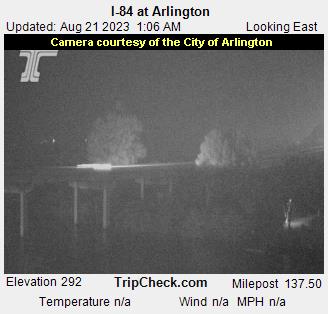 I-84 at Arlington
Updated: Aug 21 2023 1:06 AM Looking East
Camera courtesy of the City of Arlington
Elevation 292 TripCheck.com Milepost 137.50
Temperature n/a Wind n/a MPH n/a